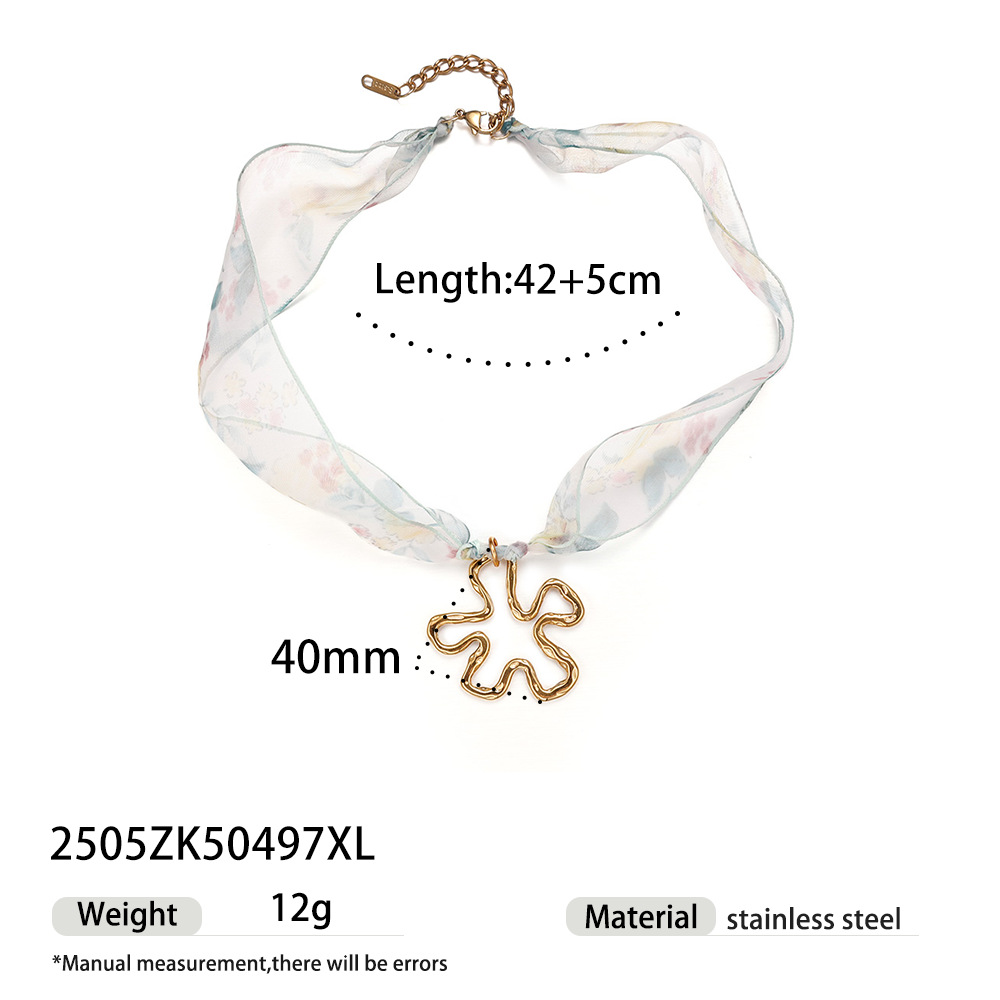 Length:42+5cm
40mm
2505ZK50497XL
Weight 12g
Material stainless steel
*Manual measurement,there will be errors